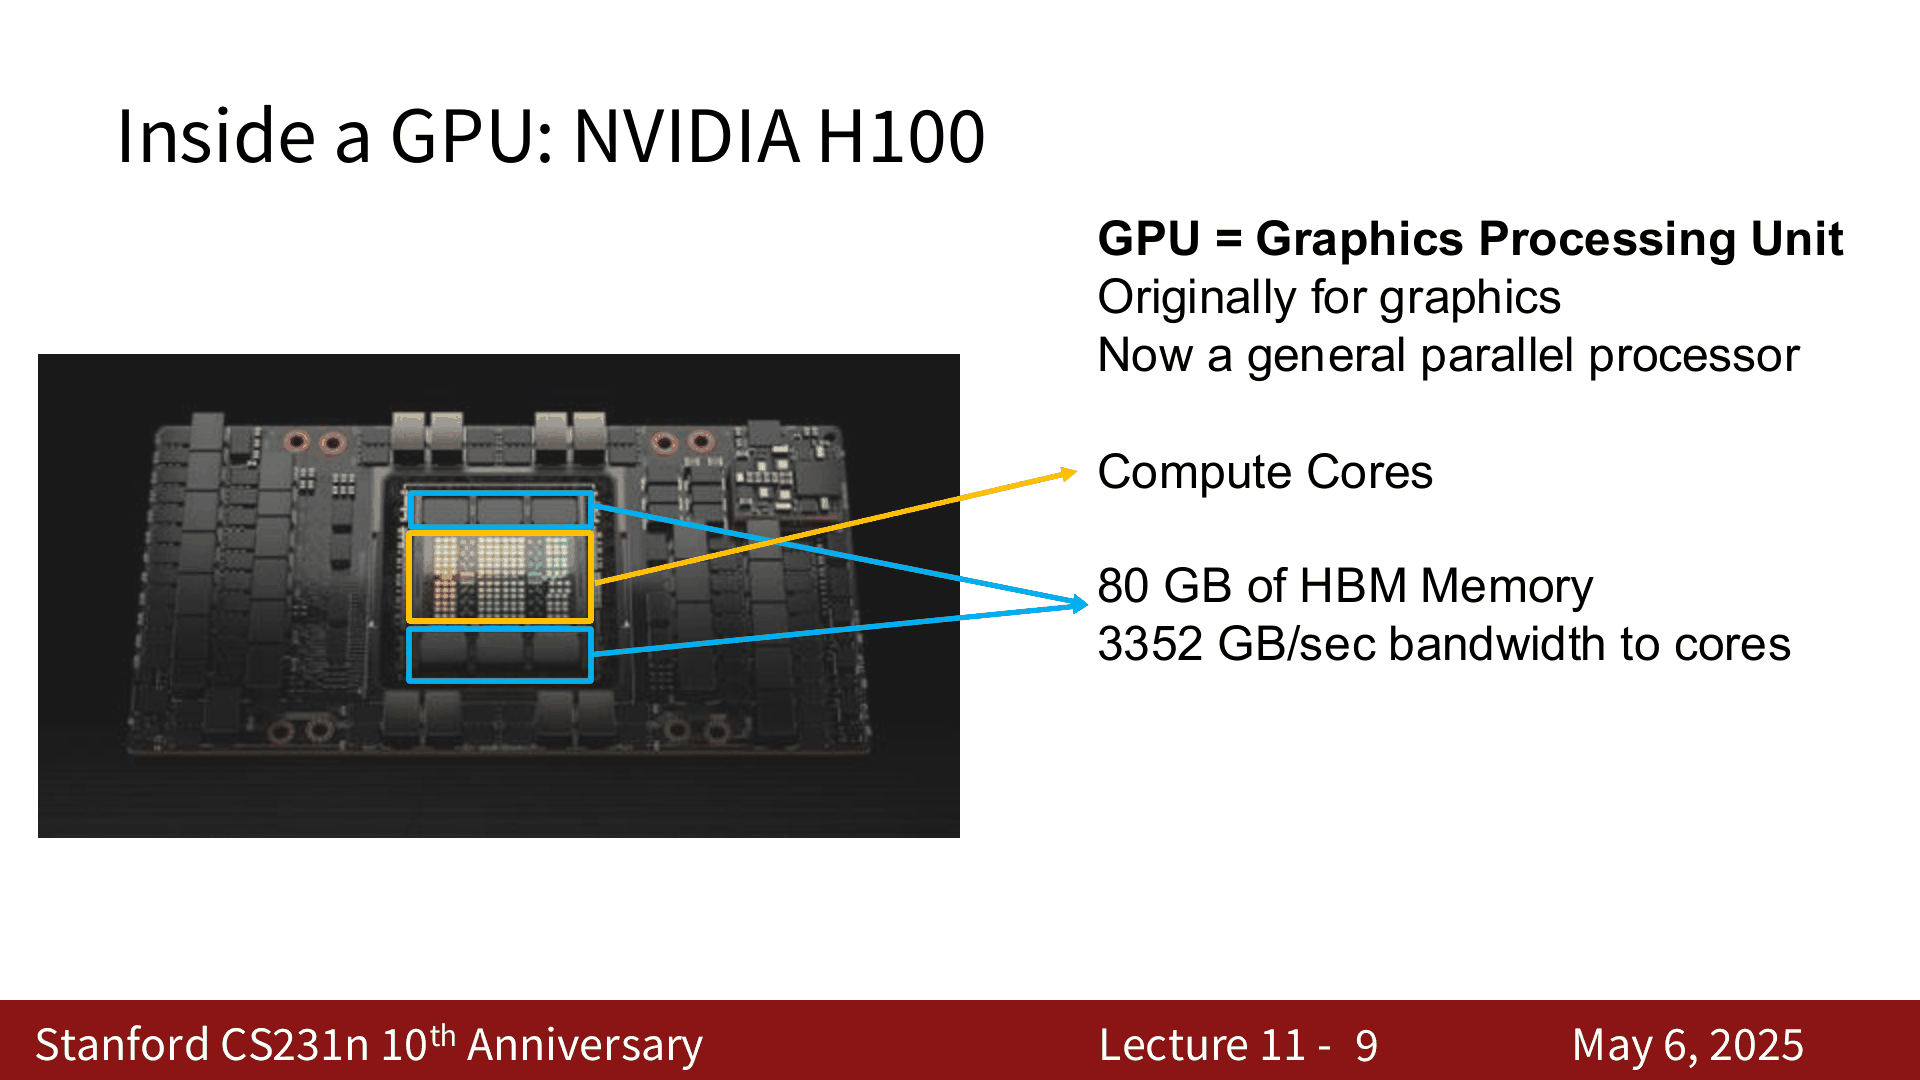 Inside a GPU: NVIDIA H100
GPU = Graphics Processing Unit
Originally for graphics
Now a general parallel processor
Compute Cores
80 GB of HBM Memory
3352 GB/sec bandwidth to cores
Stanford CS231n 10th Anniversary
Lecture 11 - 9
May 6, 2025